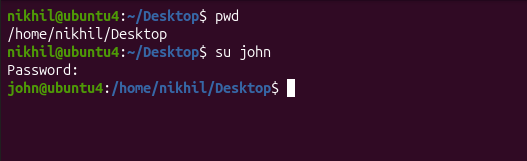 nikhil@ubuntu4:~/Desktop$ pwd
/home/nikhil/Desktop
nikhil@ubuntu4:~/Desktop$ su john
Password:
john@ubuntu4:/home/nikhil/Desktop$